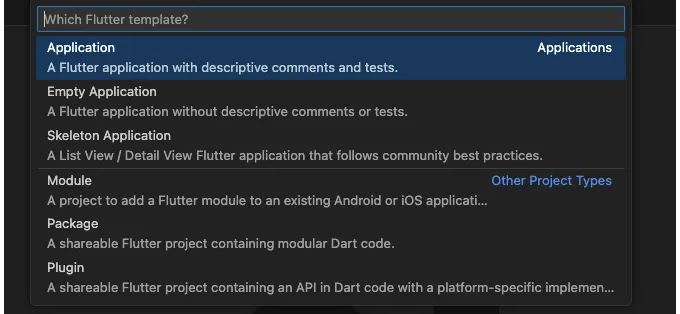 Which Flutter template?
Application Applications
A Flutter application with descriptive comments and tests.
Empty Application
A Flutter application without descriptive comments or tests.
Skeleton Application
A List View / Detail View Flutter application that follows community best practices.
Module Other Project Types
A project to add a Flutter module to an existing Android or iOS applicati...
Package
A shareable Flutter project containing modular Dart code.
Plugin
A shareable Flutter project containing an API in Dart code with a platform-specific implemen...